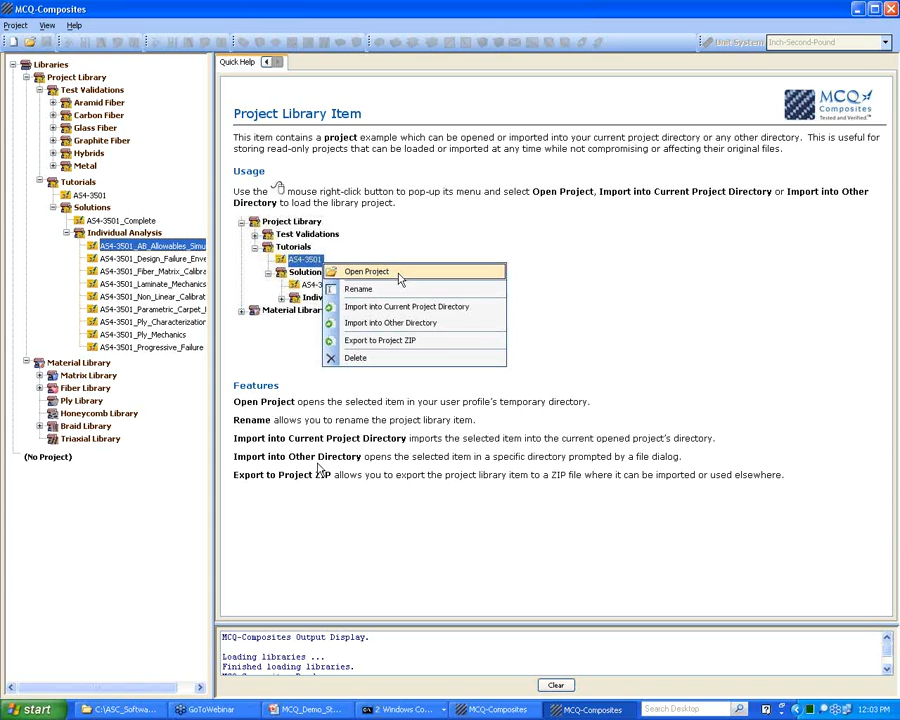 MCQ-Composites
Project View Help
Unit System Inch-Second-Pound
Libraries
Project Library
Test Validations
Aramid Fiber
Carbon Fiber
Glass Fiber
Graphite Fiber
Hybrids
Metal
Tutorials
AS4-3501
Solutions
AS4-3501_Complete
Individual Analysis
AS4-3501_AB_Allowables_Simu
AS4-3501_Design_Failure_Enve
AS4-3501_Fiber_Matrix_Calibra
AS4-3501_Laminate_Mechanics
AS4-3501_Non_Linear_Calibrat
AS4-3501_Parametric_Carpet_
AS4-3501_Ply_Characterization
AS4-3501_Ply_Mechanics
AS4-3501_Progressive_Failure
Material Library
Matrix Library
Fiber Library
Ply Library
Honeycomb Library
Braid Library
Triaxial Library
(No Project)
Quick Help
Project Library Item
MCQ
Composites
Tested and Verified.™
This item contains a project example which can be opened or imported into your current project directory or any other directory. This is useful for
storing read-only projects that can be loaded or imported at any time while not compromising or affecting their original files.
Usage
Use the mouse right-click button to pop-up its menu and select Open Project, Import into Current Project Directory or Import into Other
Directory to load the library project.
Project Library
Test Validations
Tutorials
AS4-3501
Solution
AS4-3
Indiv
Material Librar
Open Project
Rename
Import into Current Project Directory
Import into Other Directory
Export to Project ZIP
Delete
Features
Open Project opens the selected item in your user profile's temporary directory.
Rename allows you to rename the project library item.
Import into Current Project Directory imports the selected item into the current opened project's directory.
Import into Other Directory opens the selected item in a specific directory prompted by a file dialog.
Export to Project ZIP allows you to export the project library item to a ZIP file where it can be imported or used elsewhere.
MCQ-Composites Output Display.
Loading libraries ...
Finished loading libraries.
Clear
start C:\ASC_Softwa... GoToWebinar MCQ_Demo_St... 2 Windows Co... MCQ-Composites MCQ-Composites Search Desktop 12:03 PM